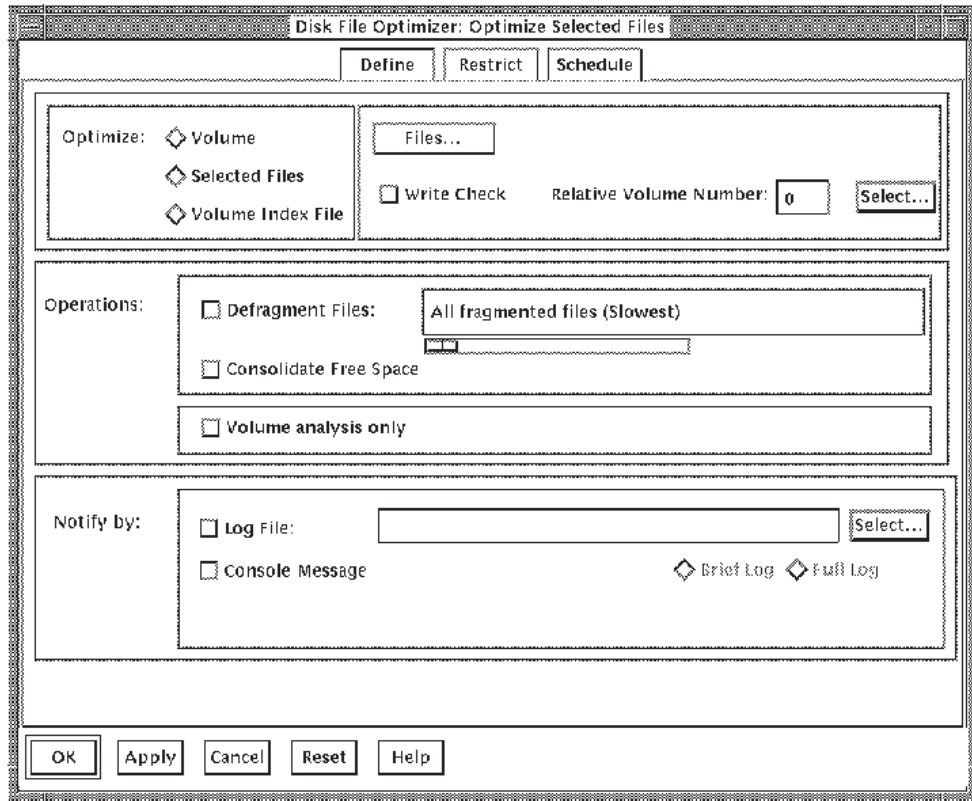 Disk File Optimizer: Optimize Selected Files
Define Restrict Schedule
Optimize: Volume
Selected Files
Volume Index File
Files...
Write Check Relative Volume Number: 0 Select...
Operations: Defragment Files: All fragmented files (Slowest)
Consolidate Free Space
Volume analysis only
Notify by: Log File: Select...
Console Message Brief Log Full Log
OK Apply Cancel Reset Help